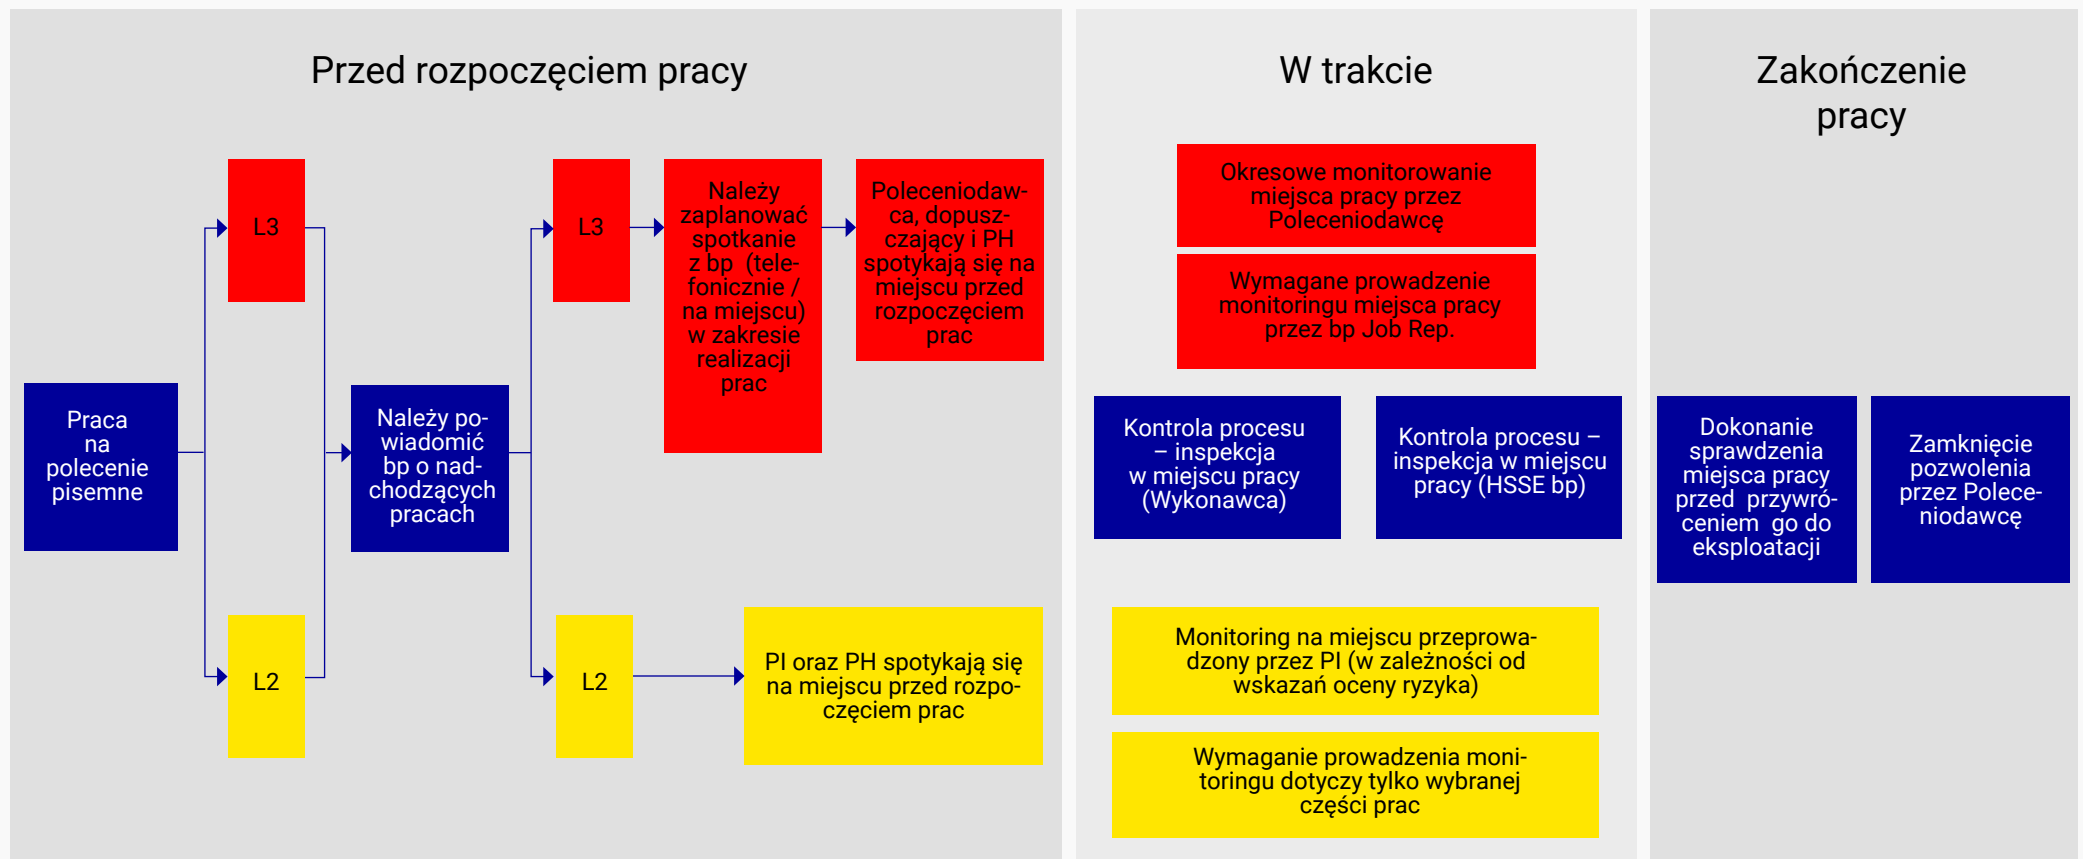 Przed rozpoczęciem pracy
L3
L3
Należy
zaplanować
spotkanie
z bp (tele-
fonicznie /
na miejscu)
w zakresie
realizacji
prac
Poleceniodaw-
ca, dopusz-
czający i PH
spotykają się na
miejscu przed
rozpoczęciem
prac
Praca
na
polecenie
pisemne
Należy po-
wiadomić
bp o nad-
chodzących
pracach
L2
L2
PI oraz PH spotykają się
na miejscu przed rozpo-
częciem prac
W trakcie
Okresowe monitorowanie
miejsca pracy przez
Poleceniodawcę
Wymagane prowadzenie
monitoringu miejsca pracy
przez bp Job Rep.
Kontrola procesu
– inspekcja
w miejscu pracy
(Wykonawca)
Kontrola procesu –
inspekcja w miejscu
pracy (HSSE bp)
Monitoring na miejscu przeprowa-
dzony przez PI (w zależności od
wskazań oceny ryzyka)
Wymaganie prowadzenia moni-
toringu dotyczy tylko wybranej
części prac
Zakończenie
pracy
Dokonanie
sprawdzenia
miejsca pracy
przed przywró-
ceniem go do
eksploatacji
Zamknięcie
pozwolenia
przez Polece-
niodawcę